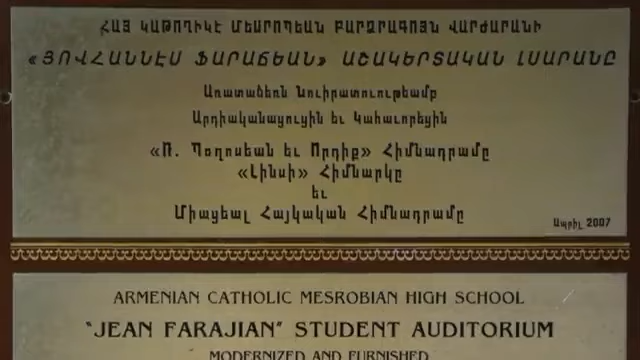 ՀԱՅ ԿԱԹՈՂԻԿԷ ՄԵՍՐՈՊԵԱՆ ԲԱՐՁՐԱԳՈՅՆ ՎԱՐԺԱՐԱՆԻ
«ՅՈՎՀԱՆՆԷՍ ՖԱՐԱՃԵԱՆ» ԱՇԱԿԵՐՏԱԿԱՆ ԼՍԱՐԱՆԸ
Առատաձեռն Նուիրատուութեամբ
Արդիականացուցին եւ Կահաւորեցին
«Ռ. Պօղոսեան եւ Որդիք» Հիմնադրամը
«Լինսի» Հիմնարկը
եւ
Միացեալ Հայկական Հիմնադրամը
Ապրիլ 2007
ARMENIAN CATHOLIC MESROBIAN HIGH SCHOOL
"JEAN FARAJIAN" STUDENT AUDITORIUM
MODERNIZED AND FURNISHED